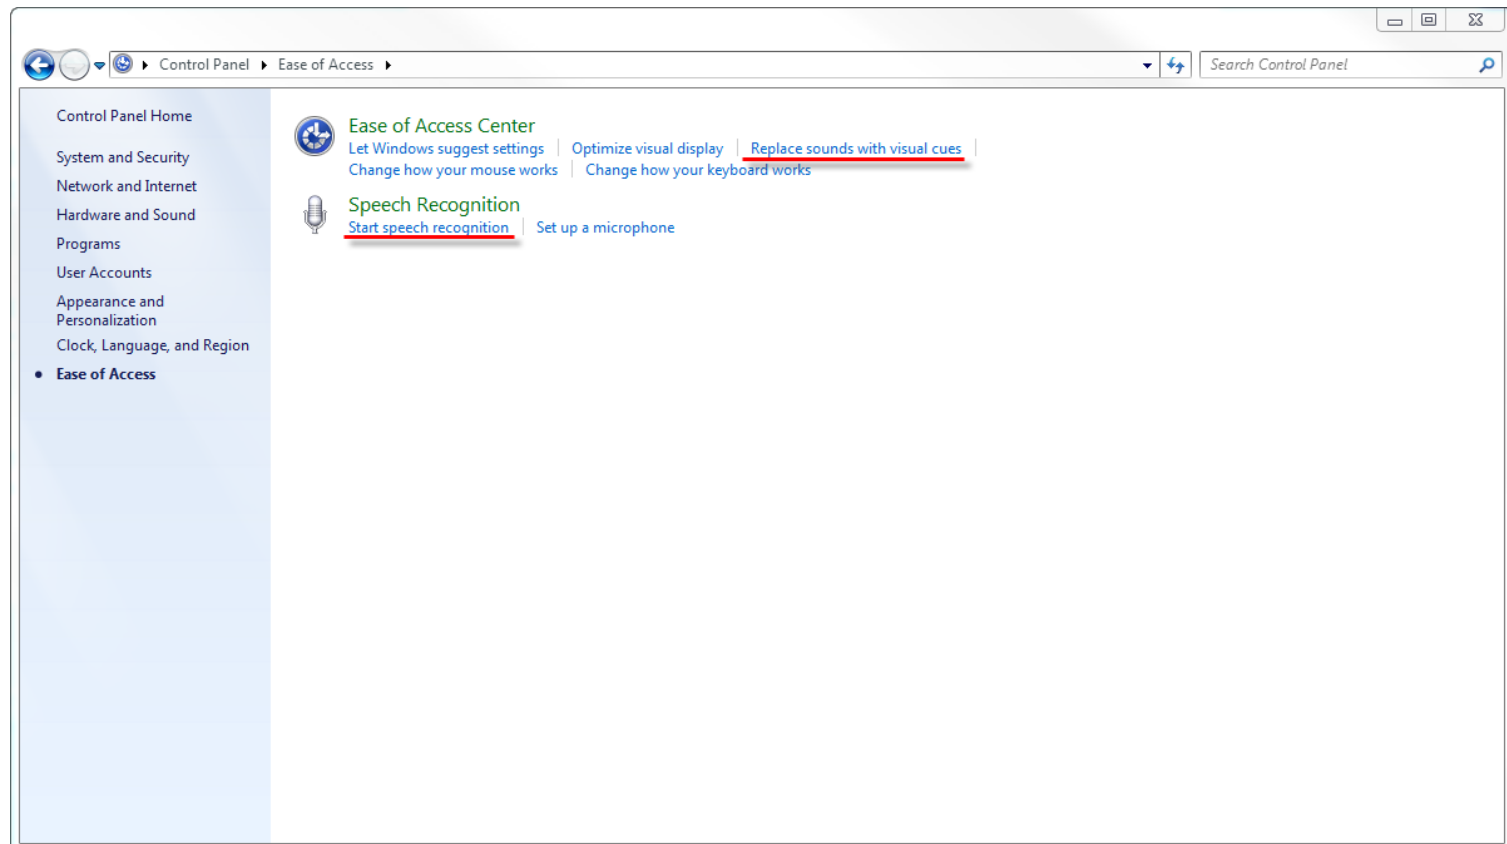 Control Panel Ease of Access
Search Control Panel
Control Panel Home
System and Security
Network and Internet
Hardware and Sound
Programs
User Accounts
Appearance and
Personalization
Clock, Language, and Region
Ease of Access
Ease of Access Center
Let Windows suggest settings Optimize visual display Replace sounds with visual cues
Change how your mouse works Change how your keyboard works
Speech Recognition
Start speech recognition Set up a microphone